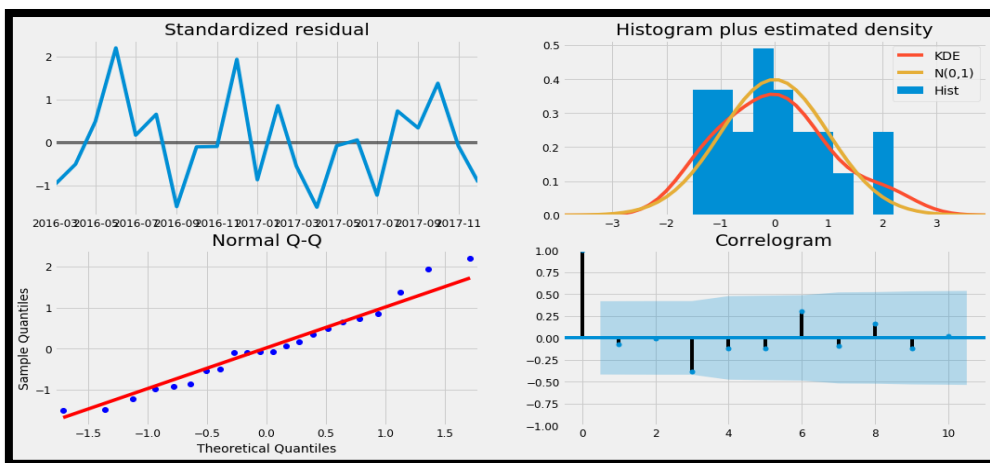 Standardized residual
2
1
0
−1
2016-03 2016-05 2016-07 2016-09 2016-11 2017-01 2017-03 2017-05 2017-07 2017-09 2017-11
Histogram plus estimated density
0.5
0.4
0.3
0.2
0.1
0.0
KDE
N(0,1)
Hist
−3 −2 −1 0 1 2 3
Normal Q-Q
Sample Quantiles
2
1
0
−1
−1.5 −1.0 −0.5 0.0 0.5 1.0 1.5
Theoretical Quantiles
Correlogram
1.00
0.75
0.50
0.25
0.00
−0.25
−0.50
−0.75
−1.00
0 2 4 6 8 10